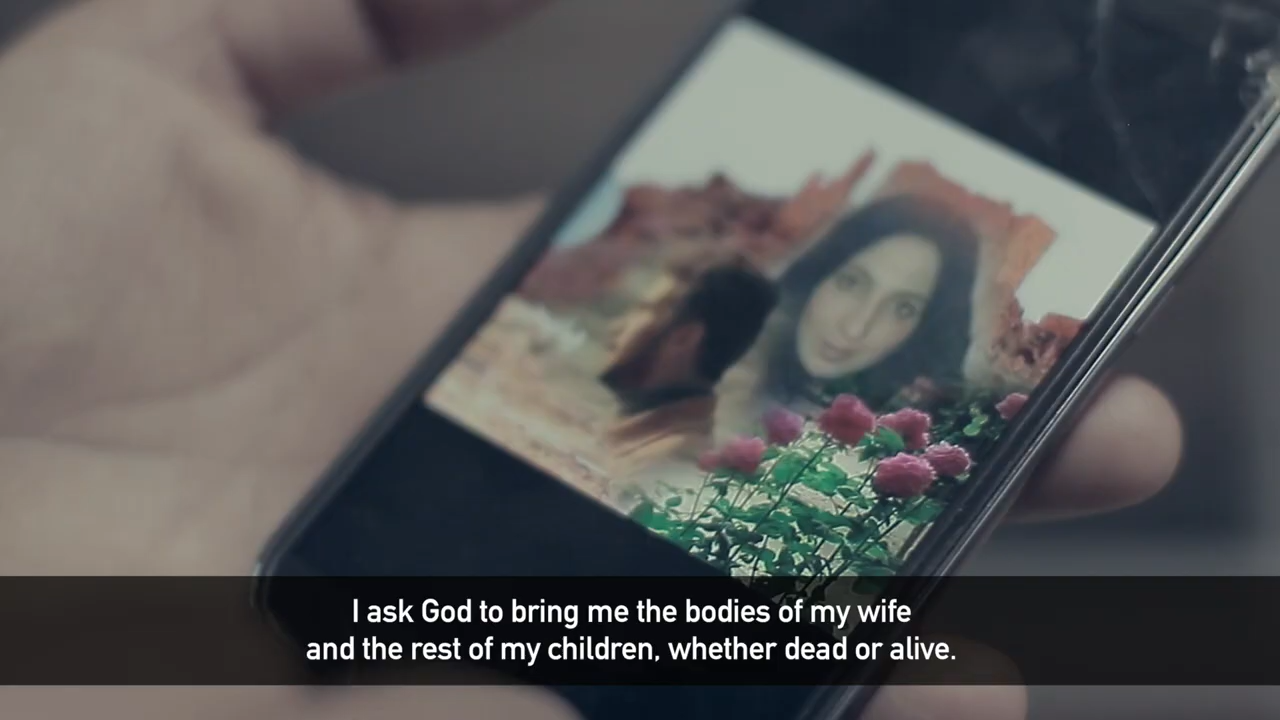 I ask God to bring me the bodies of my wife
and the rest of my children, whether dead or alive.